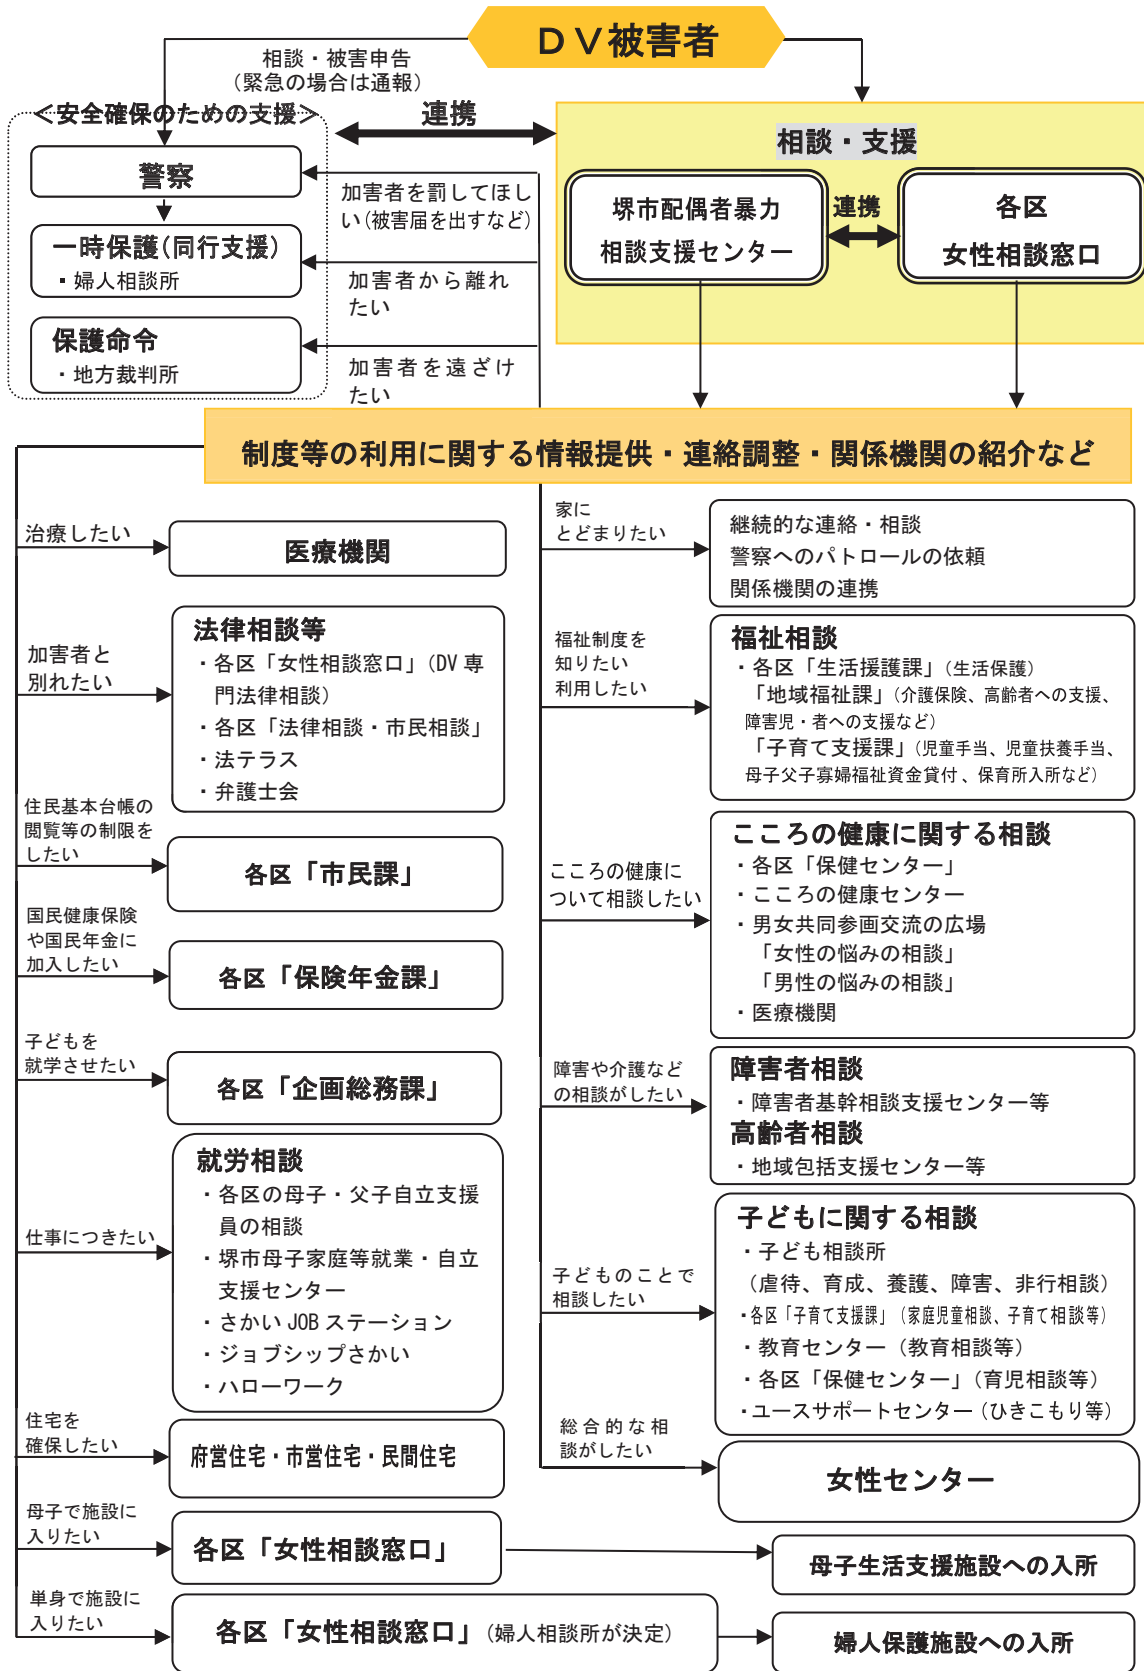 ＤＶ被害者
相談・被害申告
（緊急の場合は通報）
＜安全確保のための支援＞
連携
警察
一時保護（同行支援）
・婦人相談所
保護命令
・地方裁判所
加害者を罰してほし
い（被害届を出すなど）
加害者から離れ
たい
加害者を遠ざけ
たい
相談・支援
堺市配偶者暴力
相談支援センター
連携
各区
女性相談窓口
制度等の利用に関する情報提供・連絡調整・関係機関の紹介など
治療したい
医療機関
加害者と
別れたい
法律相談等
・各区「女性相談窓口」（DV 専
門法律相談）
・各区「法律相談・市民相談」
・法テラス
・弁護士会
住民基本台帳の
閲覧等の制限を
したい
各区「市民課」
国民健康保険
や国民年金に
加入したい
各区「保険年金課」
子どもを
就学させたい
各区「企画総務課」
仕事につきたい
就労相談
・各区の母子・父子自立支援
員の相談
・堺市母子家庭等就業・自立
支援センター
・さかい JOB ステーション
・ジョブシップさかい
・ハローワーク
住宅を
確保したい
府営住宅・市営住宅・民間住宅
母子で施設に
入りたい
各区「女性相談窓口」
母子生活支援施設への入所
単身で施設に
入りたい
各区「女性相談窓口」（婦人相談所が決定）
婦人保護施設への入所
家に
とどまりたい
継続的な連絡・相談
警察へのパトロールの依頼
関係機関の連携
福祉制度を
知りたい
利用したい
福祉相談
・各区「生活援護課」（生活保護）
「地域福祉課」（介護保険、高齢者への支援、
障害児・者への支援など）
「子育て支援課」（児童手当、児童扶養手当、
母子父子寡婦福祉資金貸付、保育所入所など）
こころの健康に
ついて相談したい
こころの健康に関する相談
・各区「保健センター」
・こころの健康センター
・男女共同参画交流の広場
「女性の悩みの相談」
「男性の悩みの相談」
・医療機関
障害や介護など
の相談がしたい
障害者相談
・障害者基幹相談支援センター等
高齢者相談
・地域包括支援センター等
子どものことで
相談したい
子どもに関する相談
・子ども相談所
（虐待、育成、養護、障害、非行相談）
・各区「子育て支援課」（家庭児童相談、子育て相談等）
・教育センター（教育相談等）
・各区「保健センター」（育児相談等）
・ユースサポートセンター（ひきこもり等）
総合的な相
談がしたい
女性センター